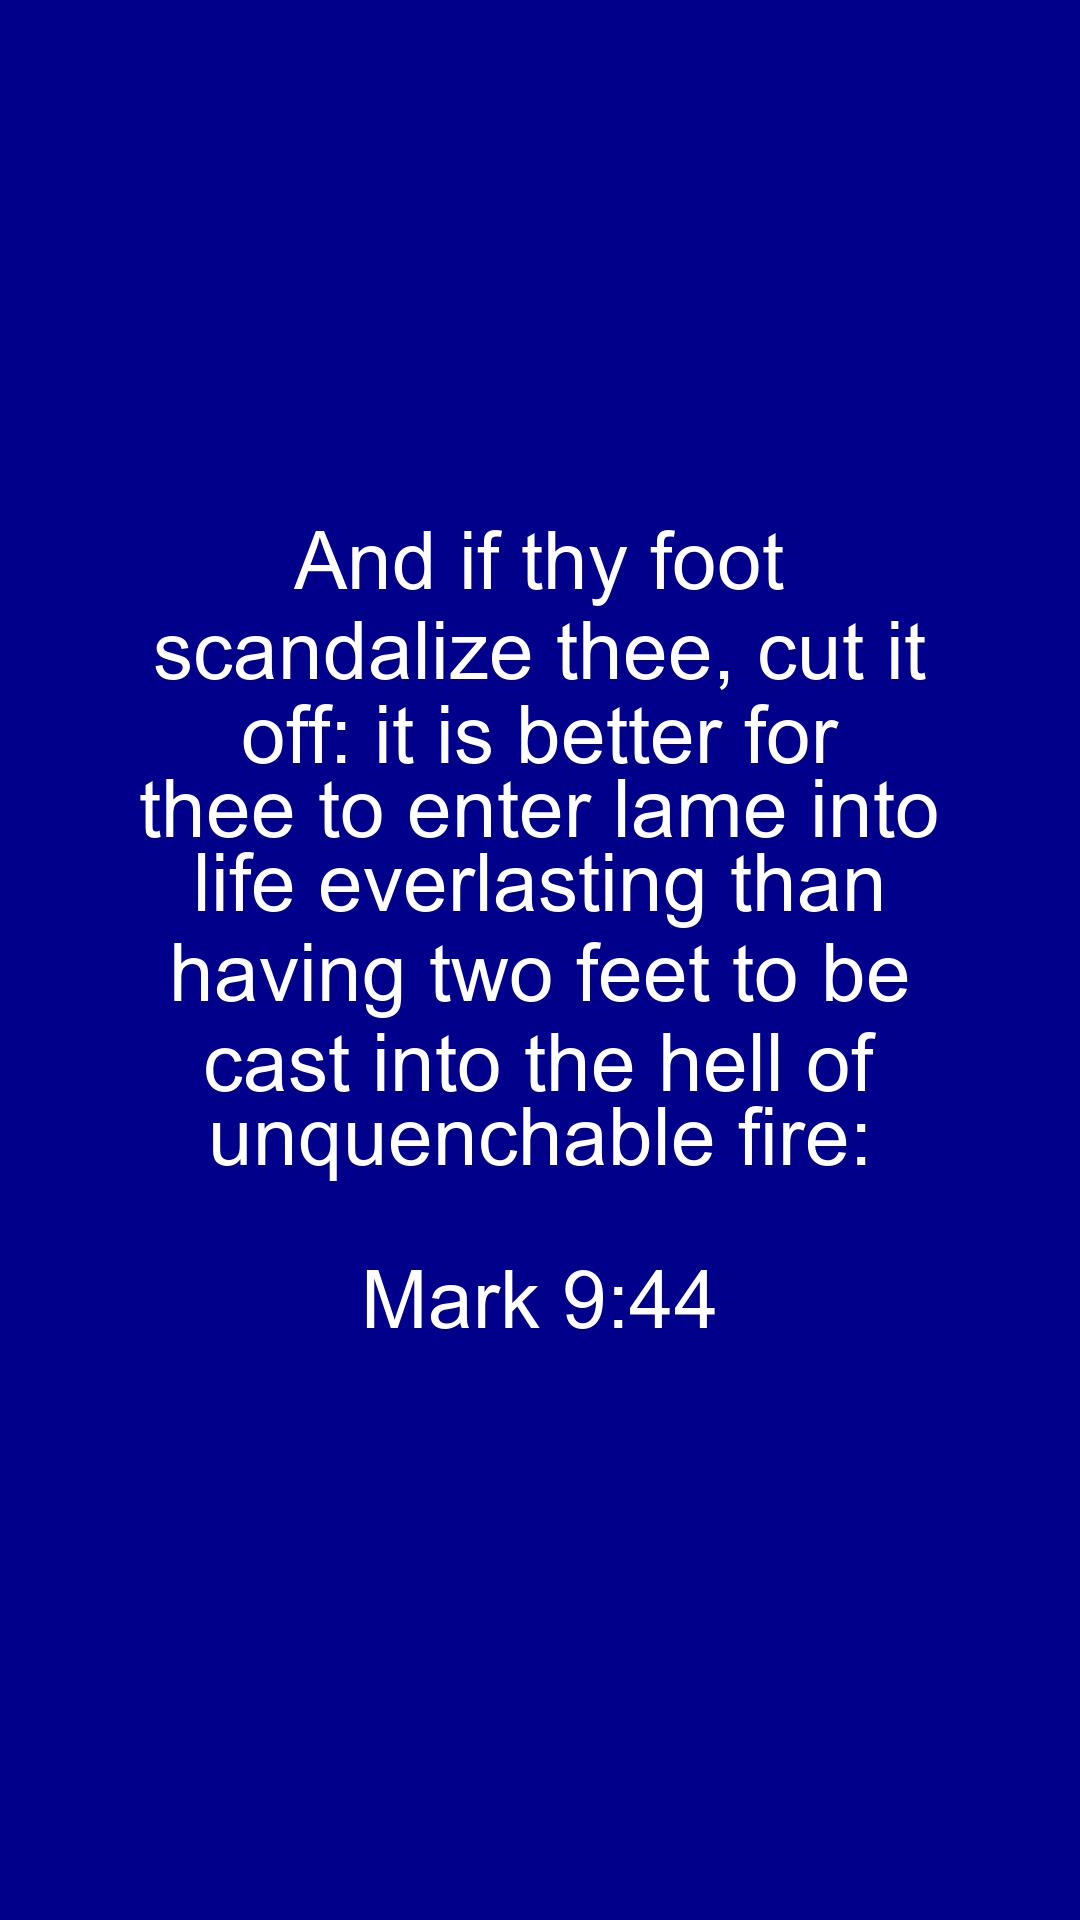 And if thy foot
scandalize thee, cut it
off: it is better for
thee to enter lame into
life everlasting than
having two feet to be
cast into the hell of
unquenchable fire:
Mark 9:44